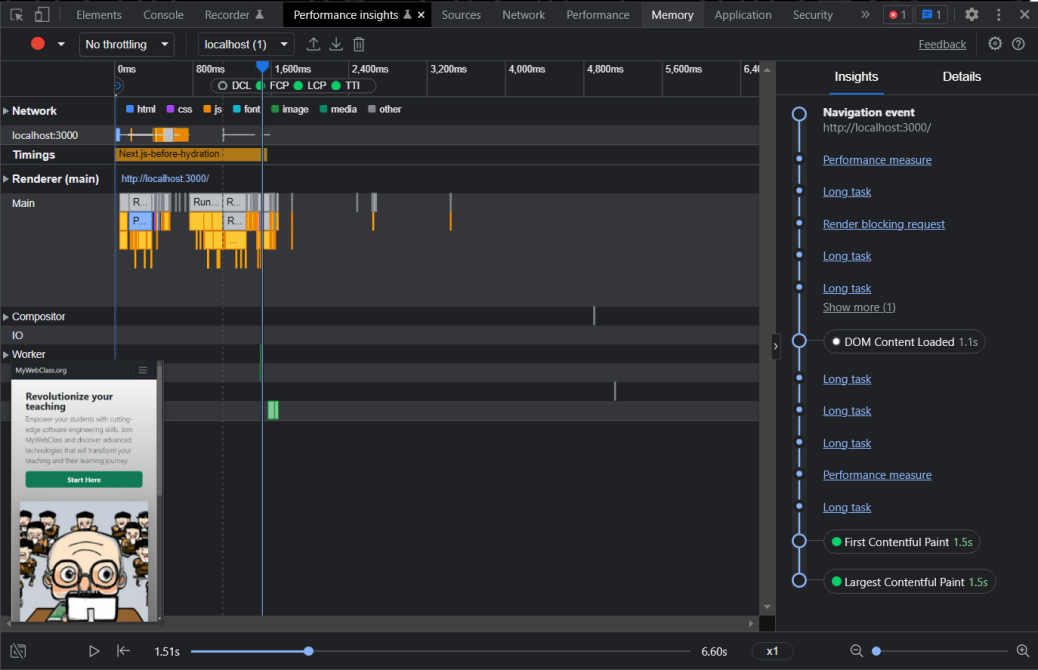 Elements Console Recorder Performance insights Sources Network Performance Memory Application Security 1 1
No throttling localhost (1) Feedback
0ms 800ms 1,600ms 2,400ms 3,200ms 4,000ms 4,800ms 5,600ms 6,4
DCL FCP LCP TTI
Network html css js font image media other
localhost:3000
Timings Next.js-before-hydration
Renderer (main) http://localhost:3000/
Main R... Run... R...
P... R...
...
Compositor
IO
Worker
MyWebClass.org
Revolutionize your
teaching
Empower your students with cutting-
edge software engineering skills. Join
MyWebClass and discover advanced
technologies that will transform your
teaching and their learning journey.
Start Here
Insights Details
Navigation event
http://localhost:3000/
Performance measure
Long task
Render blocking request
Long task
Long task
Show more (1)
DOM Content Loaded 1.1s
Long task
Long task
Long task
Performance measure
Long task
First Contentful Paint 1.5s
Largest Contentful Paint 1.5s
1.51s 6.60s x1